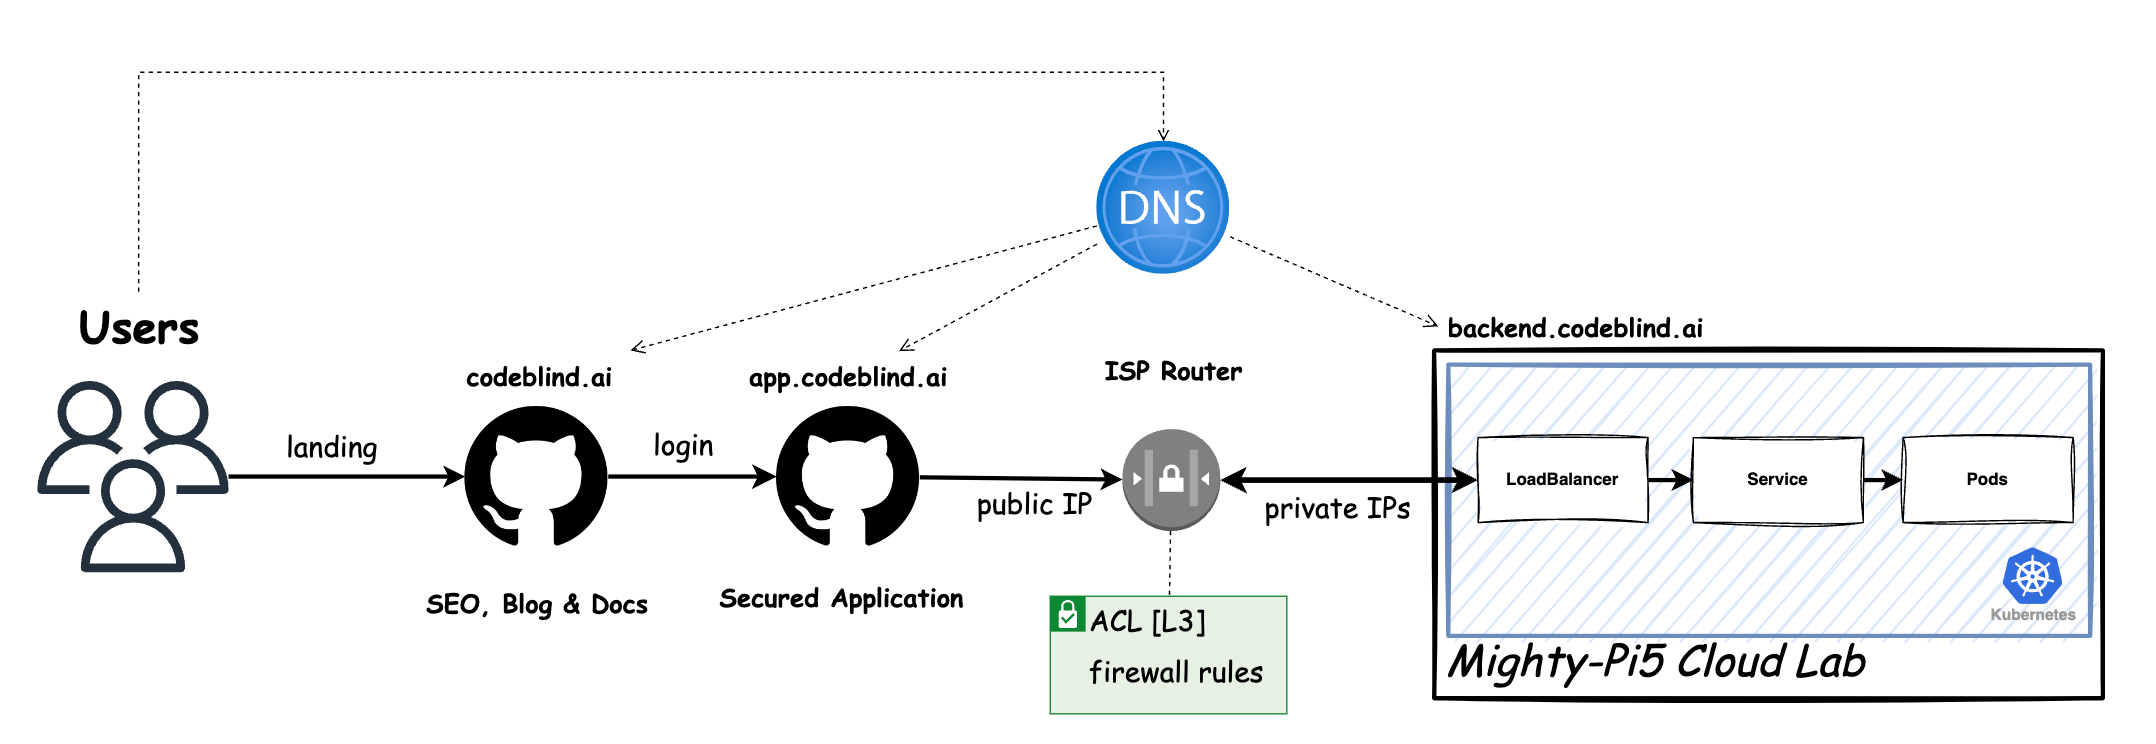 DNS
Users
backend.codeblind.ai
codeblind.ai
app.codeblind.ai
ISP Router
landing
login
public IP
private IPs
LoadBalancer
Service
Pods
SEO, Blog & Docs
Secured Application
Kubernetes
ACL [L3]
firewall rules
Mighty-Pi5 Cloud Lab